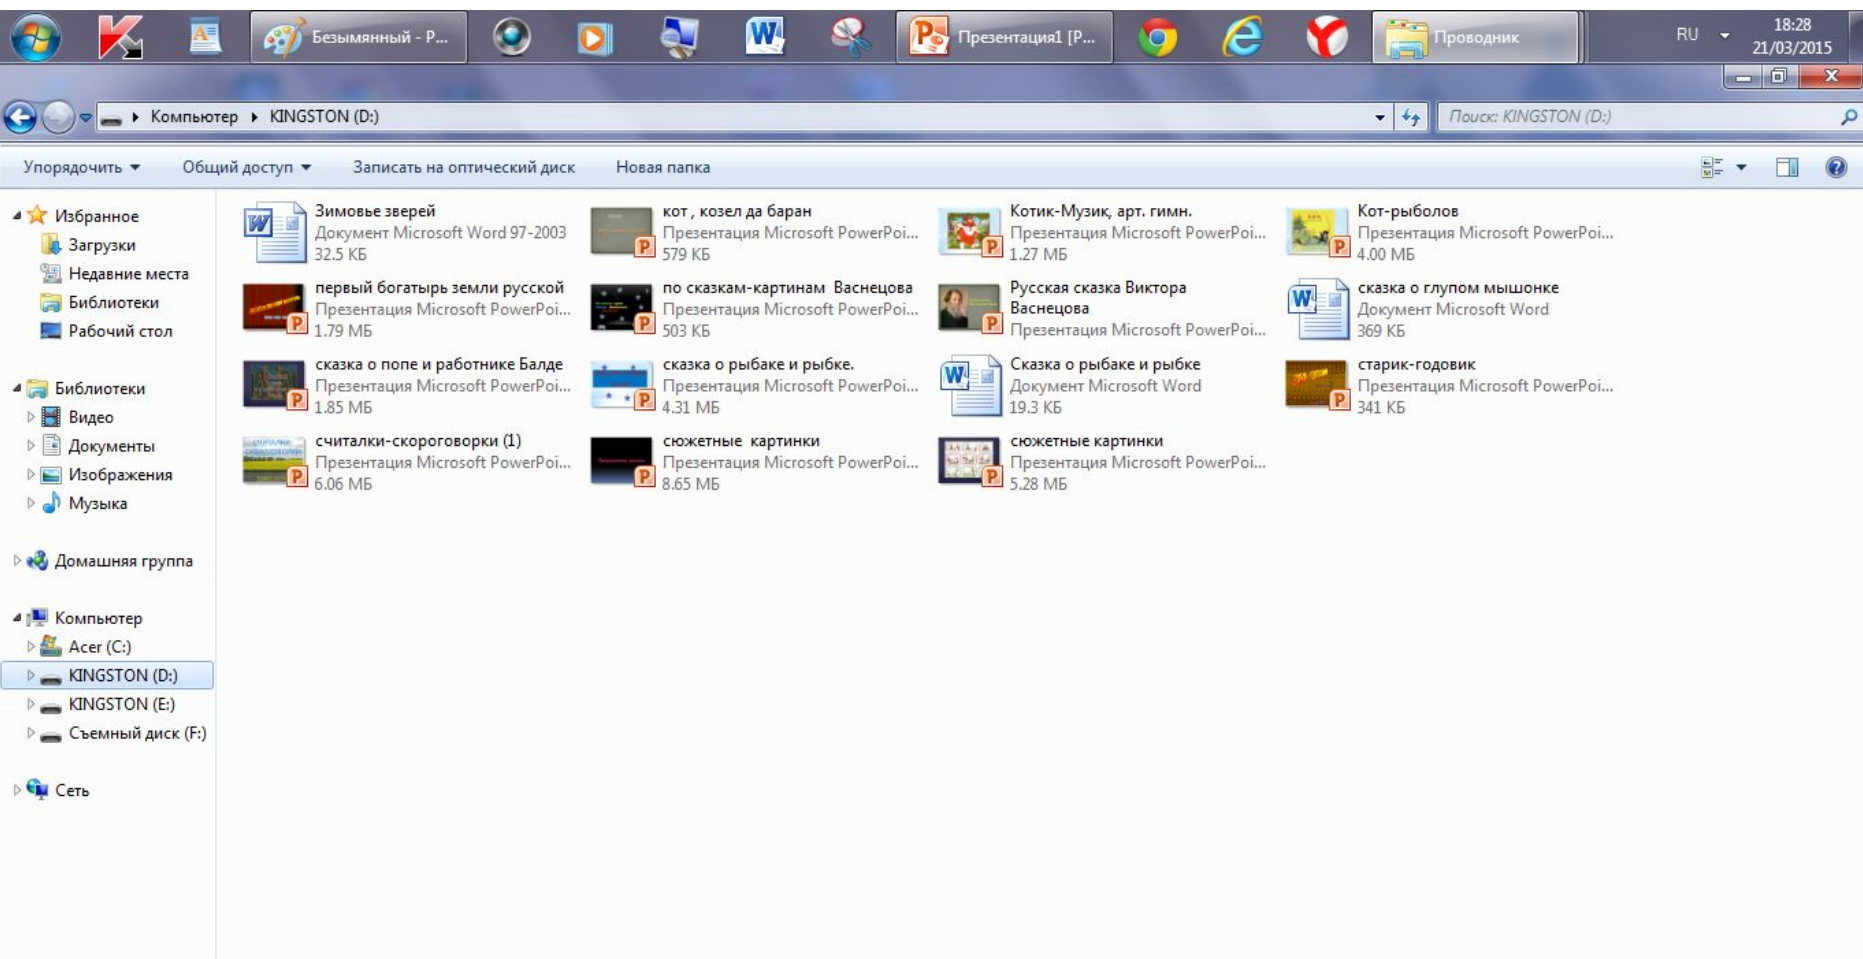 Безымянный - P...
Презентация1 [P...
Проводник
RU
18:28
21/03/2015
Компьютер
KINGSTON (D:)
Поиск: KINGSTON (D:)
Упорядочить
Общий доступ
Записать на оптический диск
Новая папка
Избранное
Загрузки
Недавние места
Библиотеки
Рабочий стол
Библиотеки
Видео
Документы
Изображения
Музыка
Домашняя группа
Компьютер
Acer (C:)
KINGSTON (D:)
KINGSTON (E:)
Съемный диск (F:)
Сеть
Зимовье зверей
Документ Microsoft Word 97-2003
32.5 КБ
кот , козел да баран
Презентация Microsoft PowerPoi...
579 КБ
Котик-Музик, арт. гимн.
Презентация Microsoft PowerPoi...
1.27 МБ
Кот-рыболов
Презентация Microsoft PowerPoi...
4.00 МБ
первый богатырь земли русской
Презентация Microsoft PowerPoi...
1.79 МБ
по сказкам-картинам  Васнецова
Презентация Microsoft PowerPoi...
503 КБ
Русская сказка Виктора
Васнецова
Презентация Microsoft PowerPoi...
сказка о глупом мышонке
Документ Microsoft Word
369 КБ
сказка о попе и работнике Балде
Презентация Microsoft PowerPoi...
1.85 МБ
сказка о рыбаке и рыбке.
Презентация Microsoft PowerPoi...
4.31 МБ
Сказка о рыбаке и рыбке
Документ Microsoft Word
19.3 КБ
старик-годовик
Презентация Microsoft PowerPoi...
341 КБ
считалки-скороговорки (1)
Презентация Microsoft PowerPoi...
6.06 МБ
сюжетные  картинки
Презентация Microsoft PowerPoi...
8.65 МБ
сюжетные картинки
Презентация Microsoft PowerPoi...
5.28 МБ